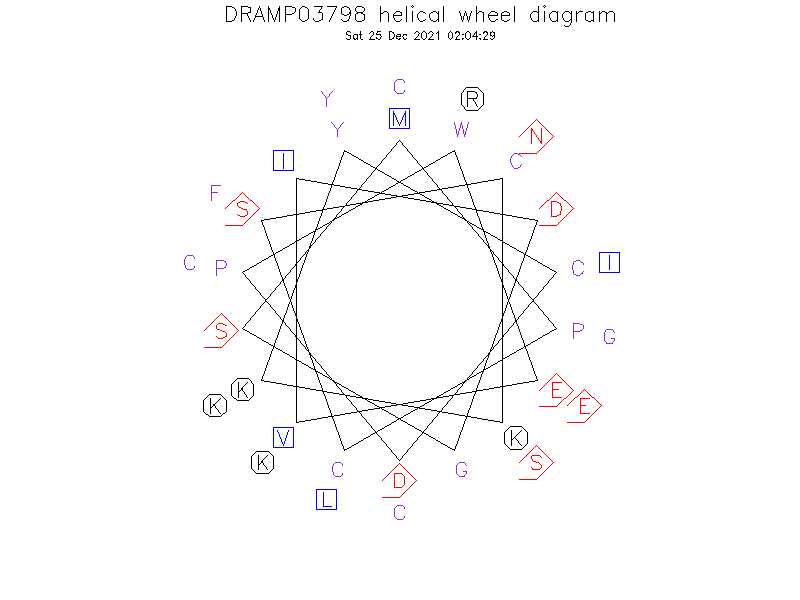 DRAMP03798 helical wheel diagram
Sat 25 Dec 2021 02:04:29
C
Y R
M
Y W
N
I C
F
S D
C P C I
S P G
K K E E
V K
K S
C D G
L
C